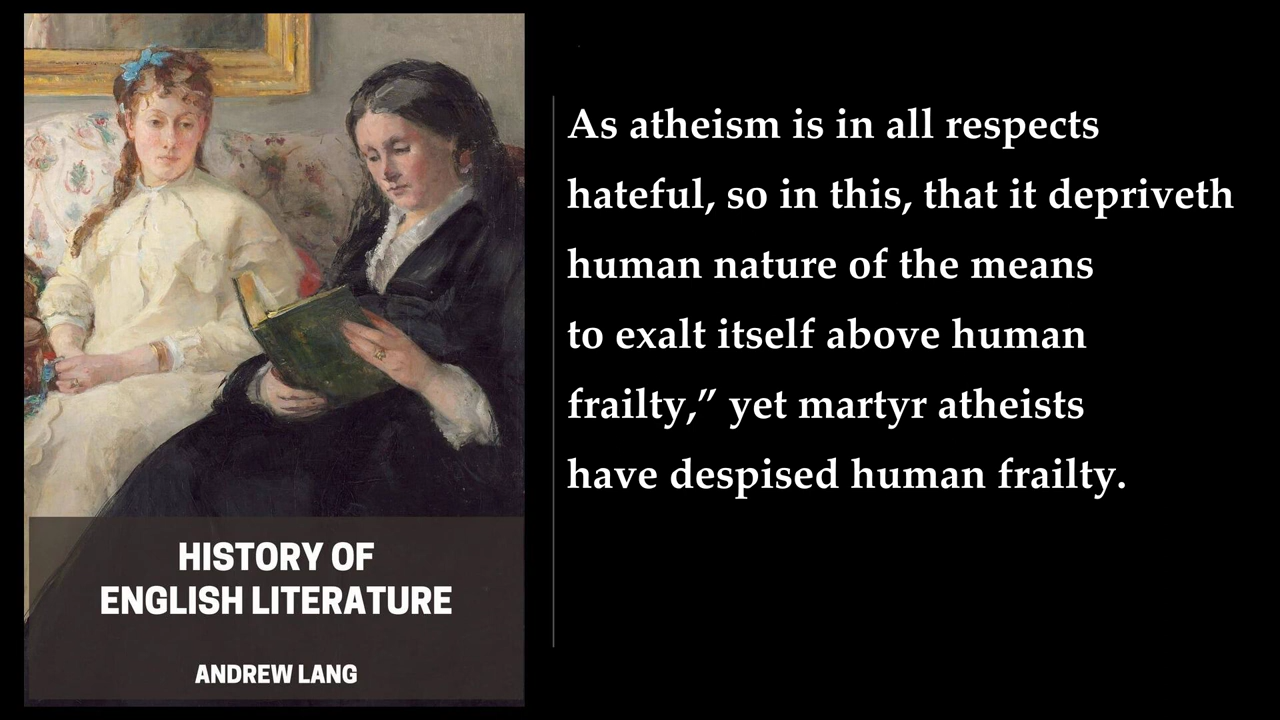 As atheism is in all respects
hateful, so in this, that it depriveth
human nature of the means
to exalt itself above human
frailty,” yet martyr atheists
have despised human frailty.
HISTORY OF
ENGLISH LITERATURE
ANDREW LANG